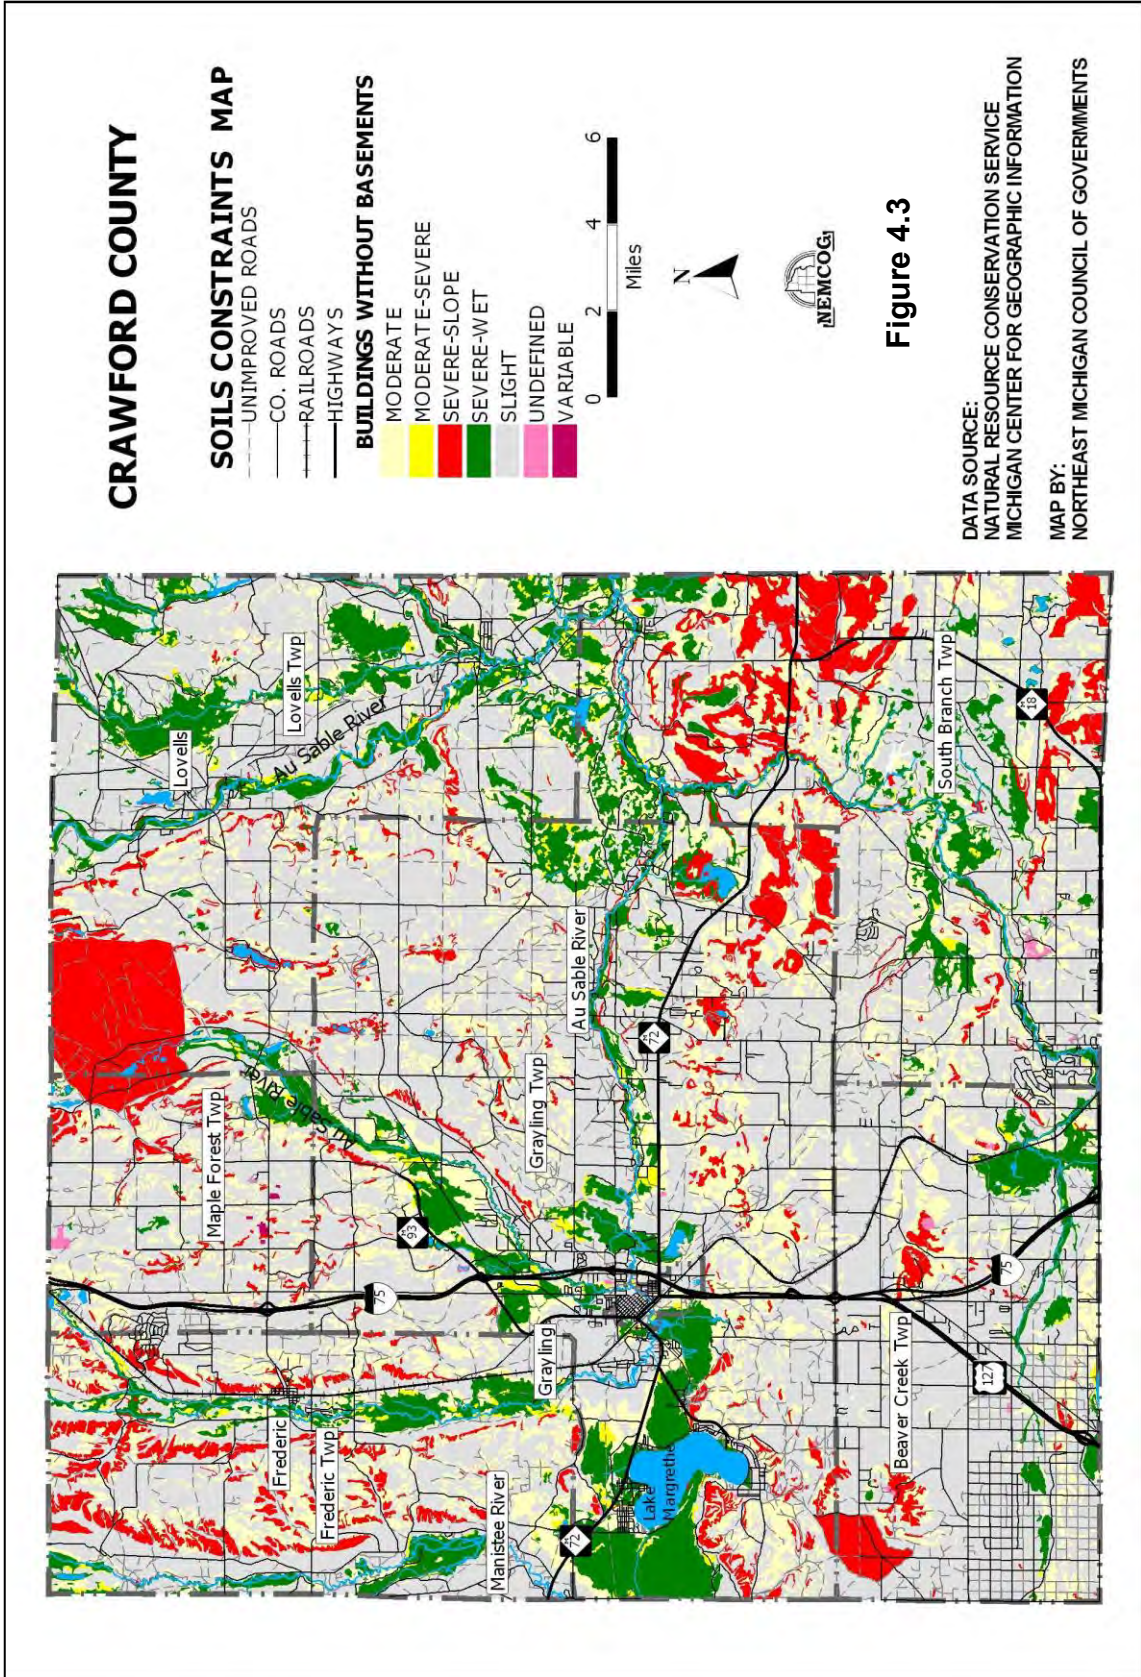 CRAWFORD COUNTY
SOILS CONSTRAINTS MAP
UNIMPROVED ROADS
CO. ROADS
RAILROADS
HIGHWAYS
BUILDINGS WITHOUT BASEMENTS
MODERATE
MODERATE-SEVERE
SEVERE-SLOPE
SEVERE-WET
SLIGHT
UNDEFINED
VARIABLE
0 2 4 6
Miles
N
NEMCOG
Figure 4.3
DATA SOURCE:
NATURAL RESOURCE CONSERVATION SERVICE
MICHIGAN CENTER FOR GEOGRAPHIC INFORMATION
MAP BY:
NORTHEAST MICHIGAN COUNCIL OF GOVERNMENTS
Lovells
Lovells Twp
Au Sable River
Maple Forest Twp
Au Sable River
M 93
75
Frederic
Frederic Twp
Manistee River
Grayling
Grayling Twp
Au Sable River
M 72
M 72
Lake
Margrethe
Beaver Creek Twp
127
75
South Branch Twp
M 18